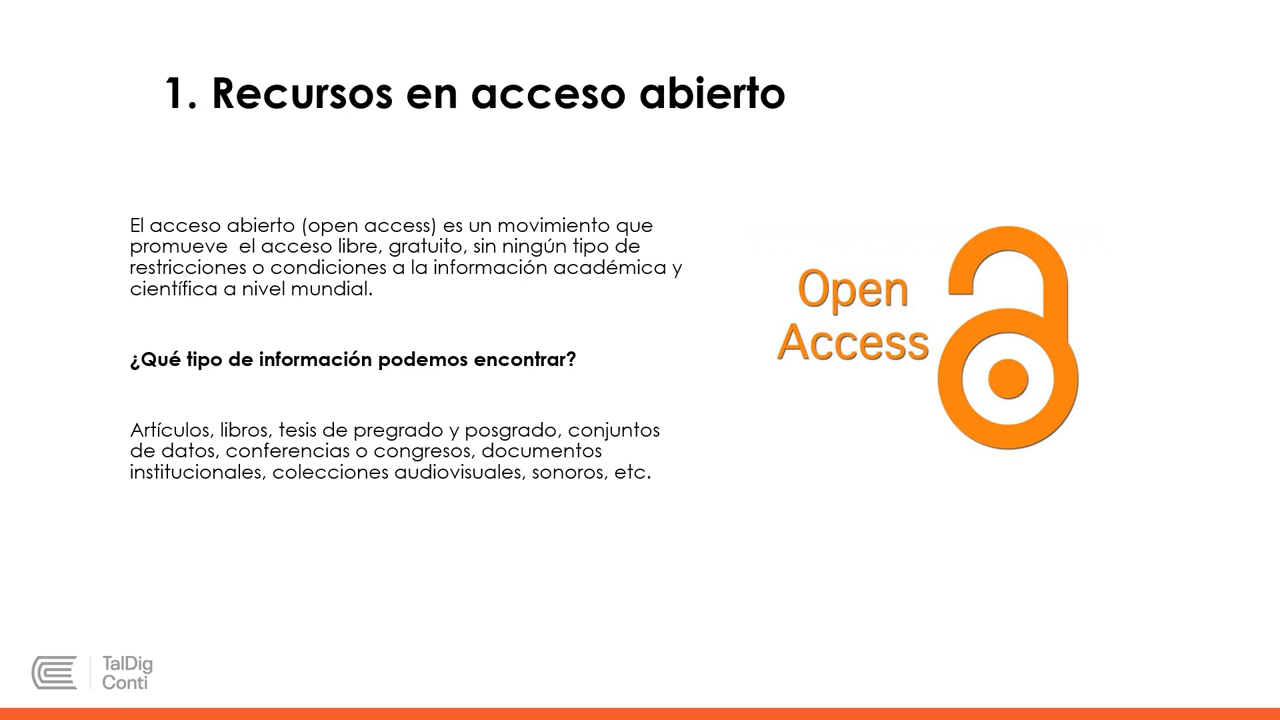 1. Recursos en acceso abierto
El acceso abierto (open access) es un movimiento que
promueve  el acceso libre, gratuito, sin ningún tipo de
restricciones o condiciones a la información académica y
científica a nivel mundial.
¿Qué tipo de información podemos encontrar?
Artículos, libros, tesis de pregrado y posgrado, conjuntos
de datos, conferencias o congresos, documentos
institucionales, colecciones audiovisuales, sonoros, etc.
Open
Access
TalDig
Conti